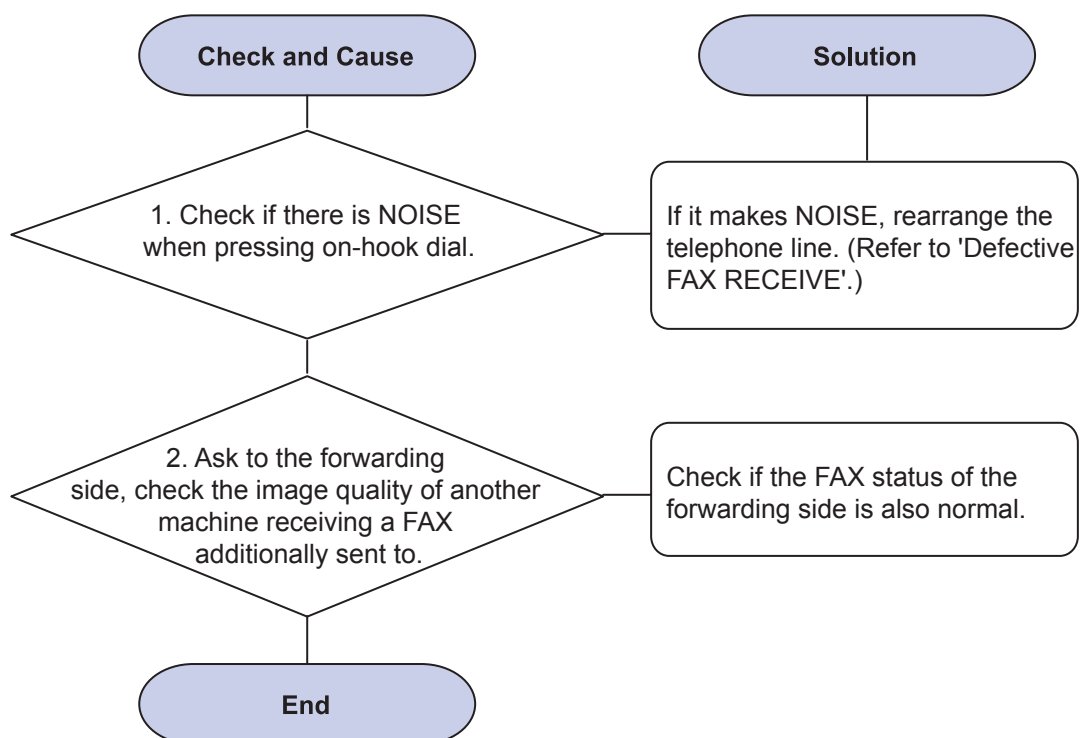 Check and Cause
Solution
1. Check if there is NOISE
when pressing on-hook dial.
If it makes NOISE, rearrange the
telephone line. (Refer to 'Defective
FAX RECEIVE'.)
2. Ask to the forwarding
side, check the image quality of another
machine receiving a FAX
additionally sent to.
Check if the FAX status of the
forwarding side is also normal.
End